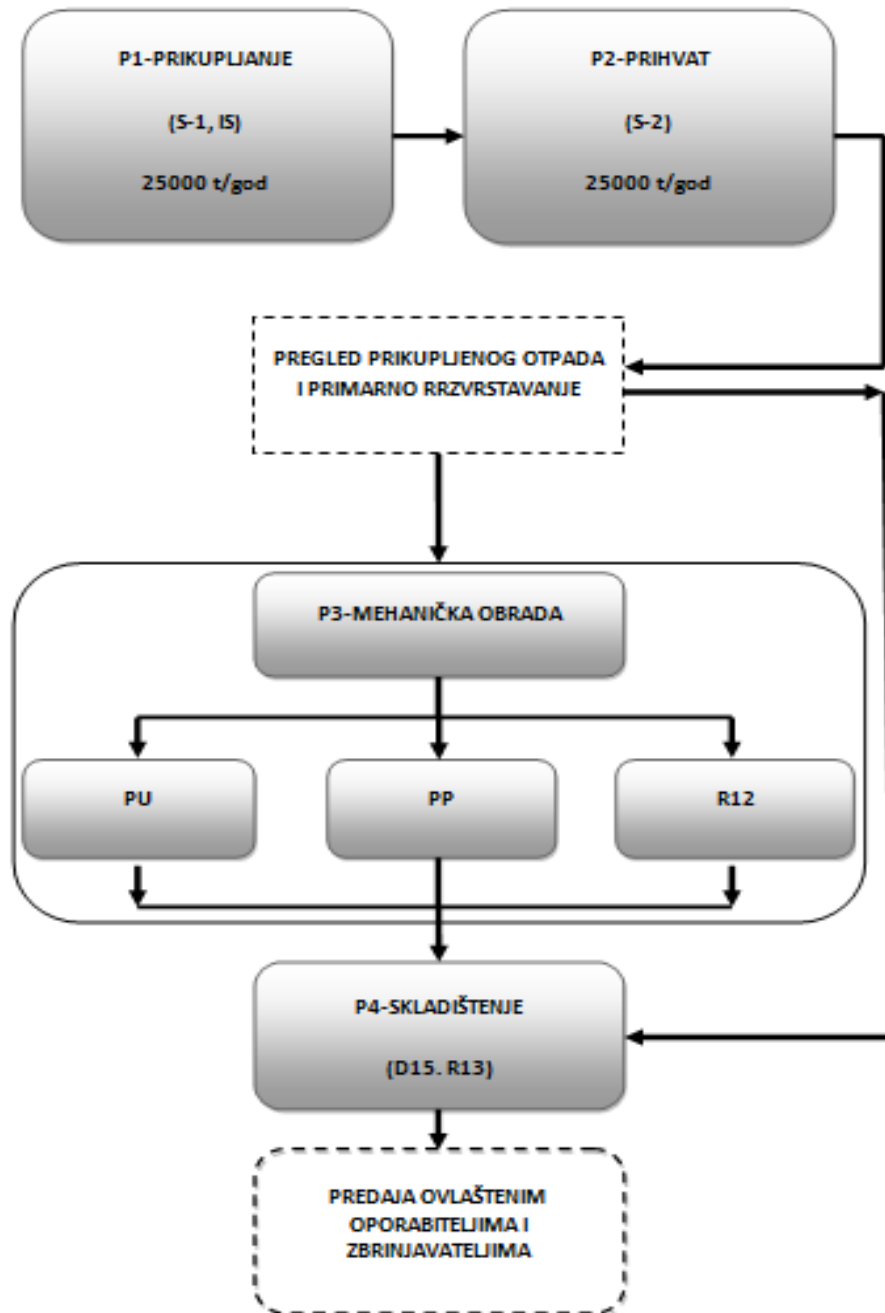 P1-PRIKUPLJANJE
(S-1, IS)
25000 t/god
P2-PRIHVAT
(S-2)
25000 t/god
PREGLED PRIKUPLJENOG OTPADA
I PRIMARNO RRZVRSTAVANJE
P3-MEHANIČKA OBRADA
PU
PP
R12
P4-SKLADIŠTENJE
(D15. R13)
PREDAJA OVLAŠTENIM
OPORABITELJIMA I
ZBRINJAVATELJIMA